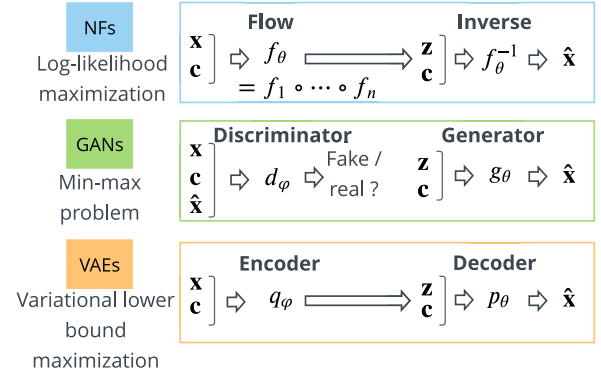 NFs
Log-likelihood
maximization
Flow
Inverse
x
c
f_θ
= f_1 ∘ ⋯ ∘ f_n
z
c
f_θ^{-1}
x̂
GANs
Min-max
problem
Discriminator
Generator
x
c
x̂
d_φ
Fake /
real ?
z
c
g_θ
x̂
VAEs
Variational lower
bound
maximization
Encoder
Decoder
x
c
q_φ
z
c
p_θ
x̂